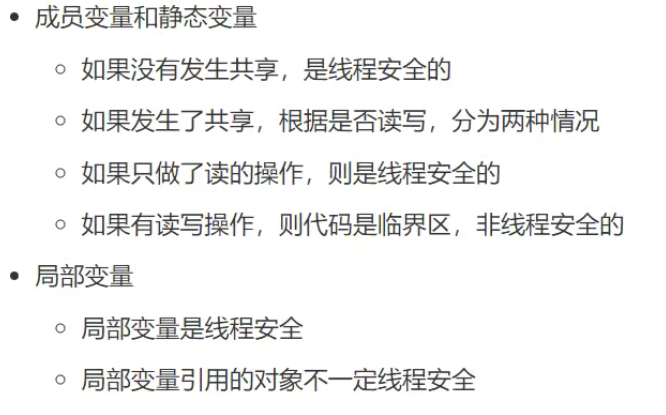 成员变量和静态变量
如果没有发生共享，是线程安全的
如果发生了共享，根据是否读写，分为两种情况
如果只做了读的操作，则是线程安全的
如果有读写操作，则代码是临界区，非线程安全的
局部变量
局部变量是线程安全
局部变量引用的对象不一定线程安全